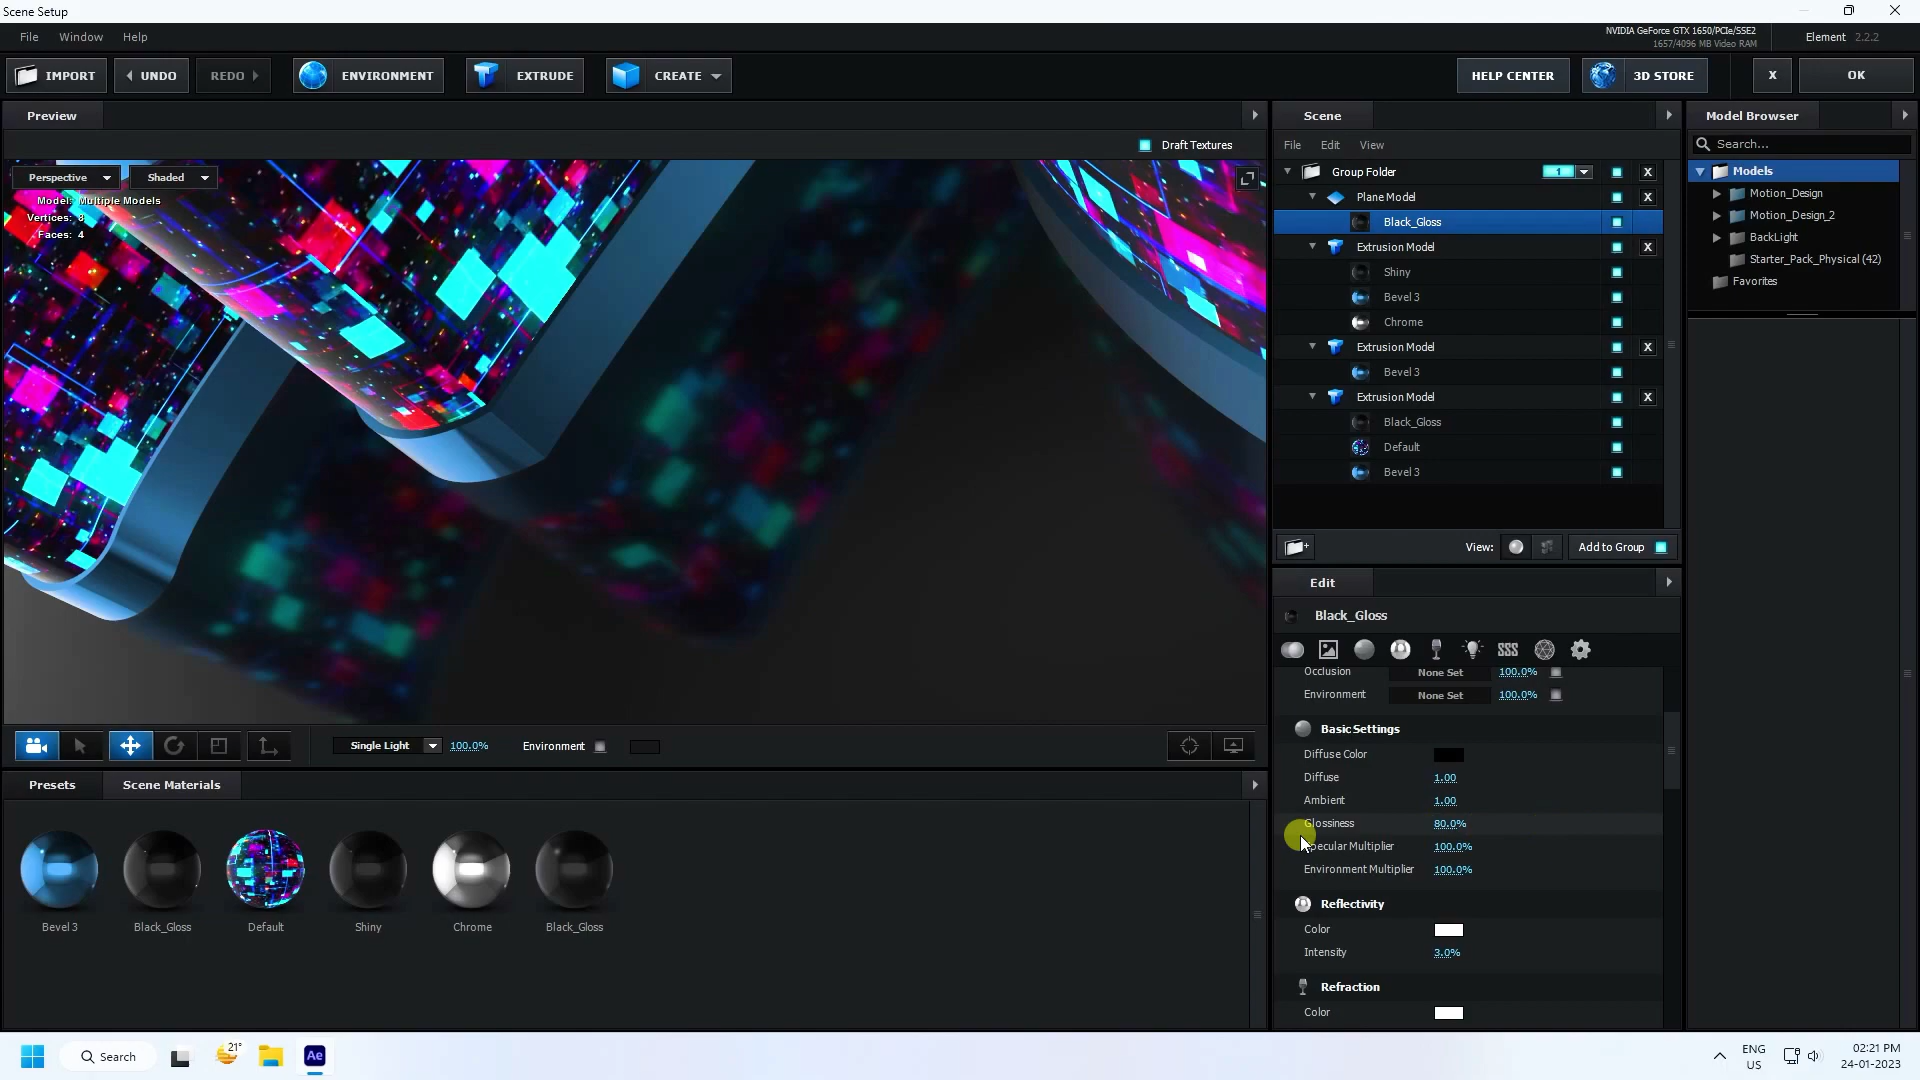 Scene Setup
File Window Help
NVIDIA GeForce GTX 1650/PCIe/SSE2
1657/4096 MB Video RAM
Element 2.2.2
IMPORT UNDO REDO ENVIRONMENT EXTRUDE CREATE HELP CENTER 3D STORE X OK
Preview
Draft Textures
Perspective Shaded
Model: Multiple Models
Vertices: 8
Faces: 4
Single Light 100.0% Environment
Presets Scene Materials
Bevel 3 Black_Gloss Default Shiny Chrome Black_Gloss
Scene
File Edit View
Group Folder 1 X
Plane Model X
Black_Gloss
Extrusion Model X
Shiny
Bevel 3
Chrome
Extrusion Model X
Bevel 3
Extrusion Model X
Black_Gloss
Default
Bevel 3
View: Add to Group
Edit
Black_Gloss
SSS
Occlusion None Set 100.0%
Environment None Set 100.0%
Basic Settings
Diffuse Color
Diffuse 1.00
Ambient 1.00
Glossiness 80.0%
Specular Multiplier 100.0%
Environment Multiplier 100.0%
Reflectivity
Color
Intensity 3.0%
Refraction
Color
Model Browser
Search...
Models
Motion_Design
Motion_Design_2
BackLight
Starter_Pack_Physical (42)
Favorites
21°
Search
Ae
ENG
US
02:21 PM
24-01-2023